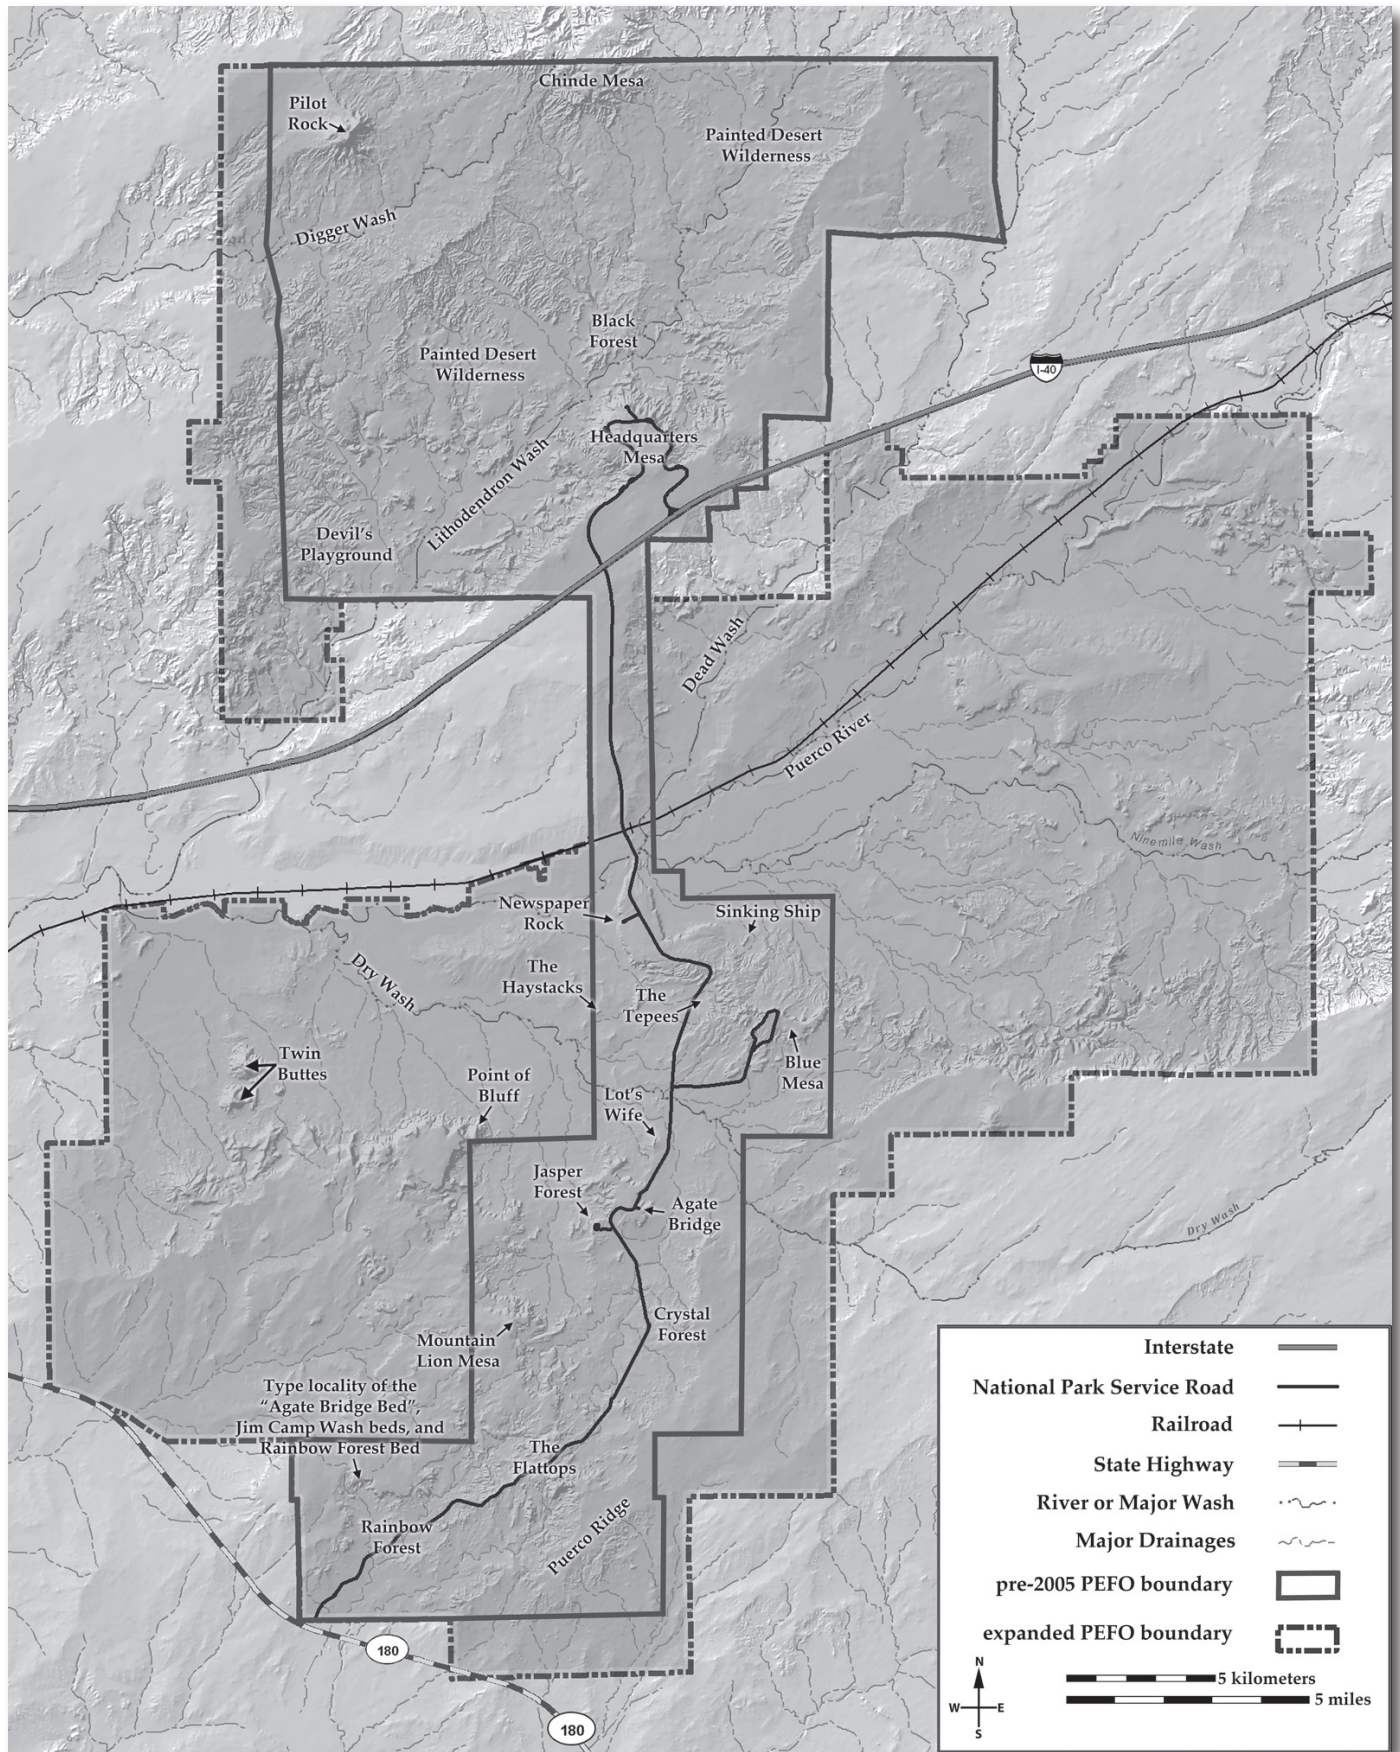 Chinde Mesa
Pilot
Rock
Painted Desert
Wilderness
Digger Wash
Black
Forest
Painted Desert
Wilderness
I-40
Headquarters
Mesa
Lithodendron Wash
Devil's
Playground
Dead Wash
Puerco River
Ninemile Wash
Newspaper
Rock
Sinking Ship
Dry Wash
The
Haystacks
The
Tepees
Twin
Buttes
Point of
Bluff
Blue
Mesa
Lot's
Wife
Jasper
Forest
Agate
Bridge
Dry Wash
Crystal
Forest
Mountain
Lion Mesa
Type locality of the
"Agate Bridge Bed",
Jim Camp Wash beds, and
Rainbow Forest Bed
The
Flattops
Rainbow
Forest
Puerco Ridge
180
180
Interstate
National Park Service Road
Railroad
State Highway
River or Major Wash
Major Drainages
pre-2005 PEFO boundary
expanded PEFO boundary
N
W E
S
5 kilometers
5 miles